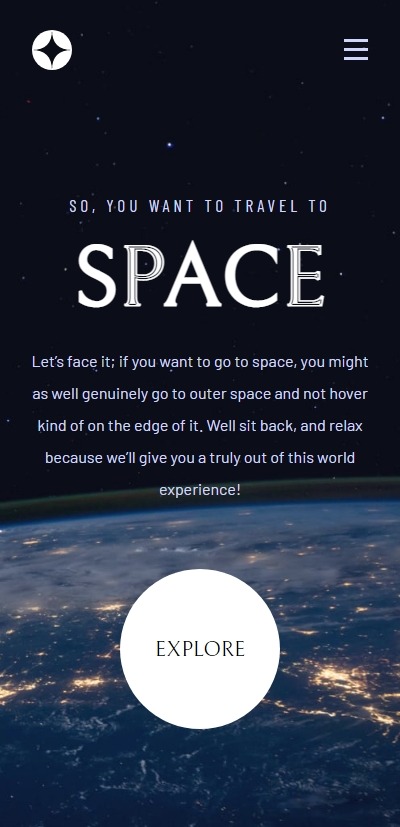 SO, YOU WANT TO TRAVEL TO
SPACE
Let’s face it; if you want to go to space, you might
as well genuinely go to outer space and not hover
kind of on the edge of it. Well sit back, and relax
because we’ll give you a truly out of this world
experience!
EXPLORE